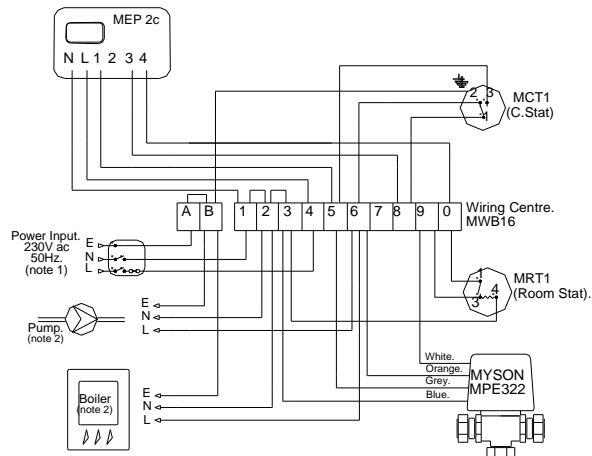 MEP 2c
N L 1 2 3 4
2 3
1
MCT1
(C.Stat)
A B 1 2 3 4 5 6 7 8 9 0
Wiring Centre.
MWB16
Power Input.
230V ac
50Hz.
(note 1)
E
N
L
1
3 4
MRT1
(Room Stat).
Pump.
(note 2)
E
N
L
White.
Orange.
Grey.
Blue.
MYSON
MPE322
Boiler
(note 2)
E
N
L